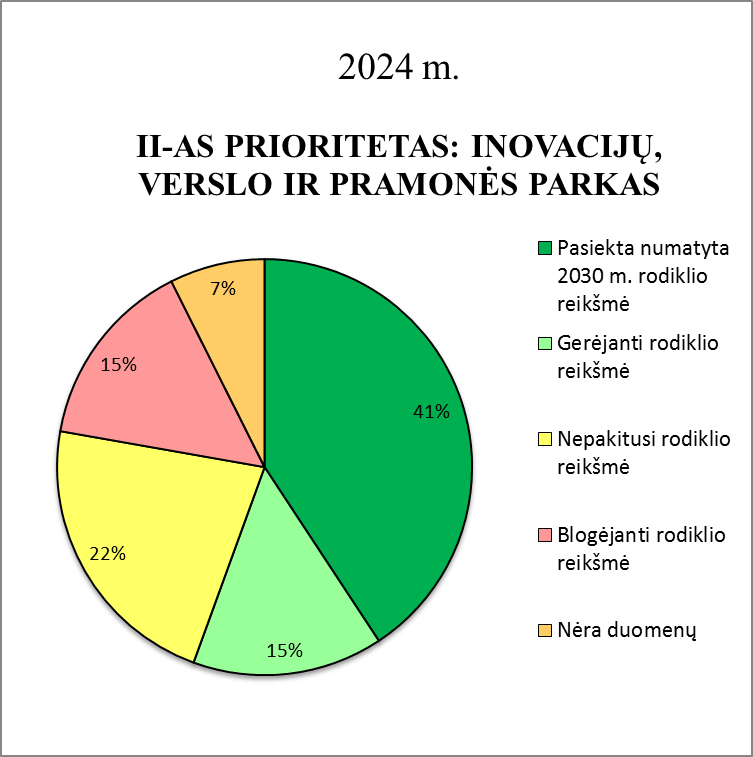 2024 m.
II-AS PRIORITETAS: INOVACIJŲ,
VERSLO IR PRAMONĖS PARKAS
Pasiekta numatyta
2030 m. rodiklio
reikšmė
Gerėjanti rodiklio
reikšmė
Nepakitusi rodiklio
reikšmė
Blogėjanti rodiklio
reikšmė
Nėra duomenų
7%
15%
41%
22%
15%